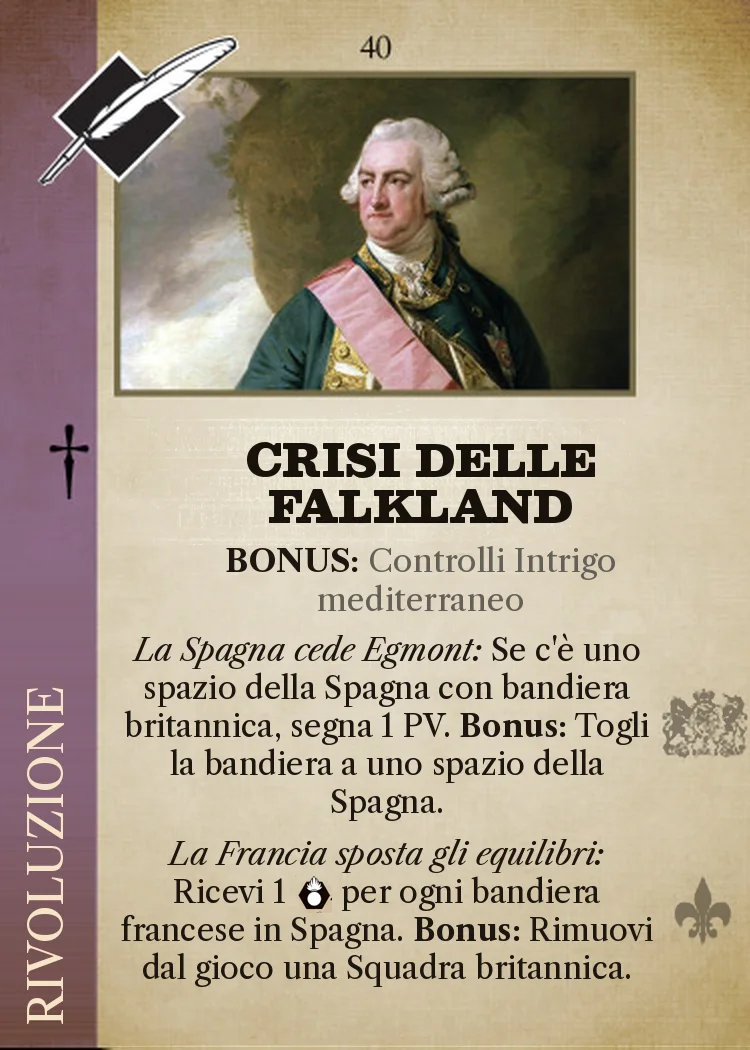 40
CRISI DELLE
FALKLAND
BONUS: Controlli Intrigo
mediterraneo
La Spagna cede Egmont: Se c'è uno
spazio della Spagna con bandiera
britannica, segna 1 PV. Bonus: Togli
la bandiera a uno spazio della
Spagna.
La Francia sposta gli equilibri:
Ricevi 1 per ogni bandiera
francese in Spagna. Bonus: Rimuovi
dal gioco una Squadra britannica.
RIVOLUZIONE